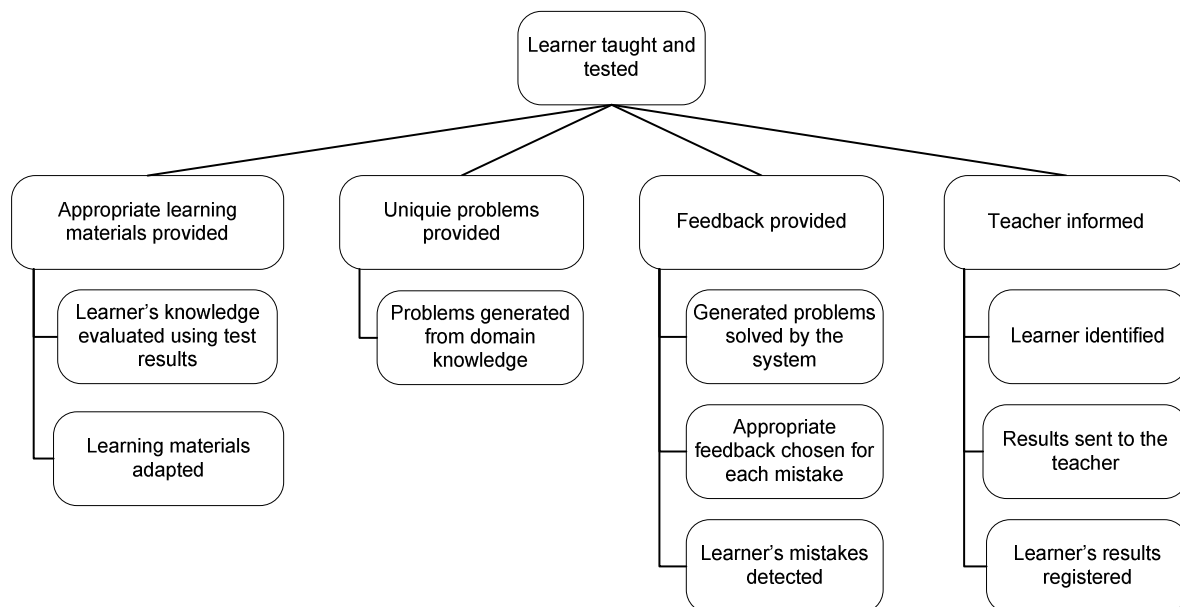 Learner taught and
tested
Appropriate learning
materials provided
Uniquie problems
provided
Feedback provided
Teacher informed
Learner’s knowledge
evaluated using test
results
Learning materials
adapted
Problems generated
from domain
knowledge
Generated problems
solved by the
system
Appropriate
feedback chosen for
each mistake
Learner’s mistakes
detected
Learner identified
Results sent to the
teacher
Learner’s results
registered